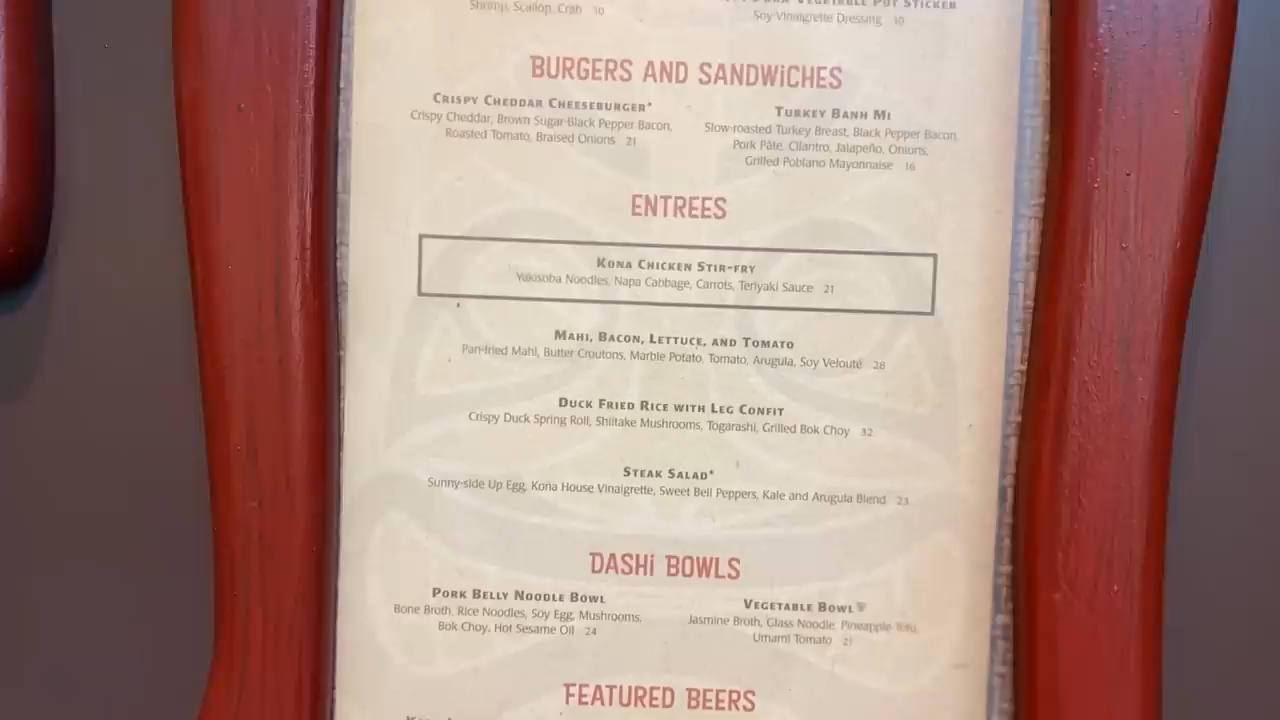 Shrimp, Scallop, Crab 10
Vegetable Pot Sticker
Soy Vinaigrette Dressing 10
BURGERS AND SANDWiCHES
Crispy Cheddar Cheeseburger*
Crispy Cheddar, Brown Sugar-Black Pepper Bacon,
Roasted Tomato, Braised Onions 21
Turkey Banh Mi
Slow-roasted Turkey Breast, Black Pepper Bacon,
Pork Pâte, Cilantro, Jalapeño, Onions,
Grilled Poblano Mayonnaise 16
ENTREES
Kona Chicken Stir-fry
Yakisoba Noodles, Napa Cabbage, Carrots, Teriyaki Sauce 21
Mahi, Bacon, Lettuce, and Tomato
Pan-fried Mahi, Butter Croutons, Marble Potato, Tomato, Arugula, Soy Velouté 28
Duck Fried Rice with Leg Confit
Crispy Duck Spring Roll, Shiitake Mushrooms, Togarashi, Grilled Bok Choy 32
Steak Salad*
Sunny-side Up Egg, Kona House Vinaigrette, Sweet Bell Peppers, Kale and Arugula Blend 23
DASHi BOWLS
Pork Belly Noodle Bowl
Bone Broth, Rice Noodles, Soy Egg, Mushrooms,
Bok Choy, Hot Sesame Oil 24
Vegetable Bowl
Jasmine Broth, Glass Noodle, Pineapple Tofu,
Umami Tomato 21
FEATURED BEERS